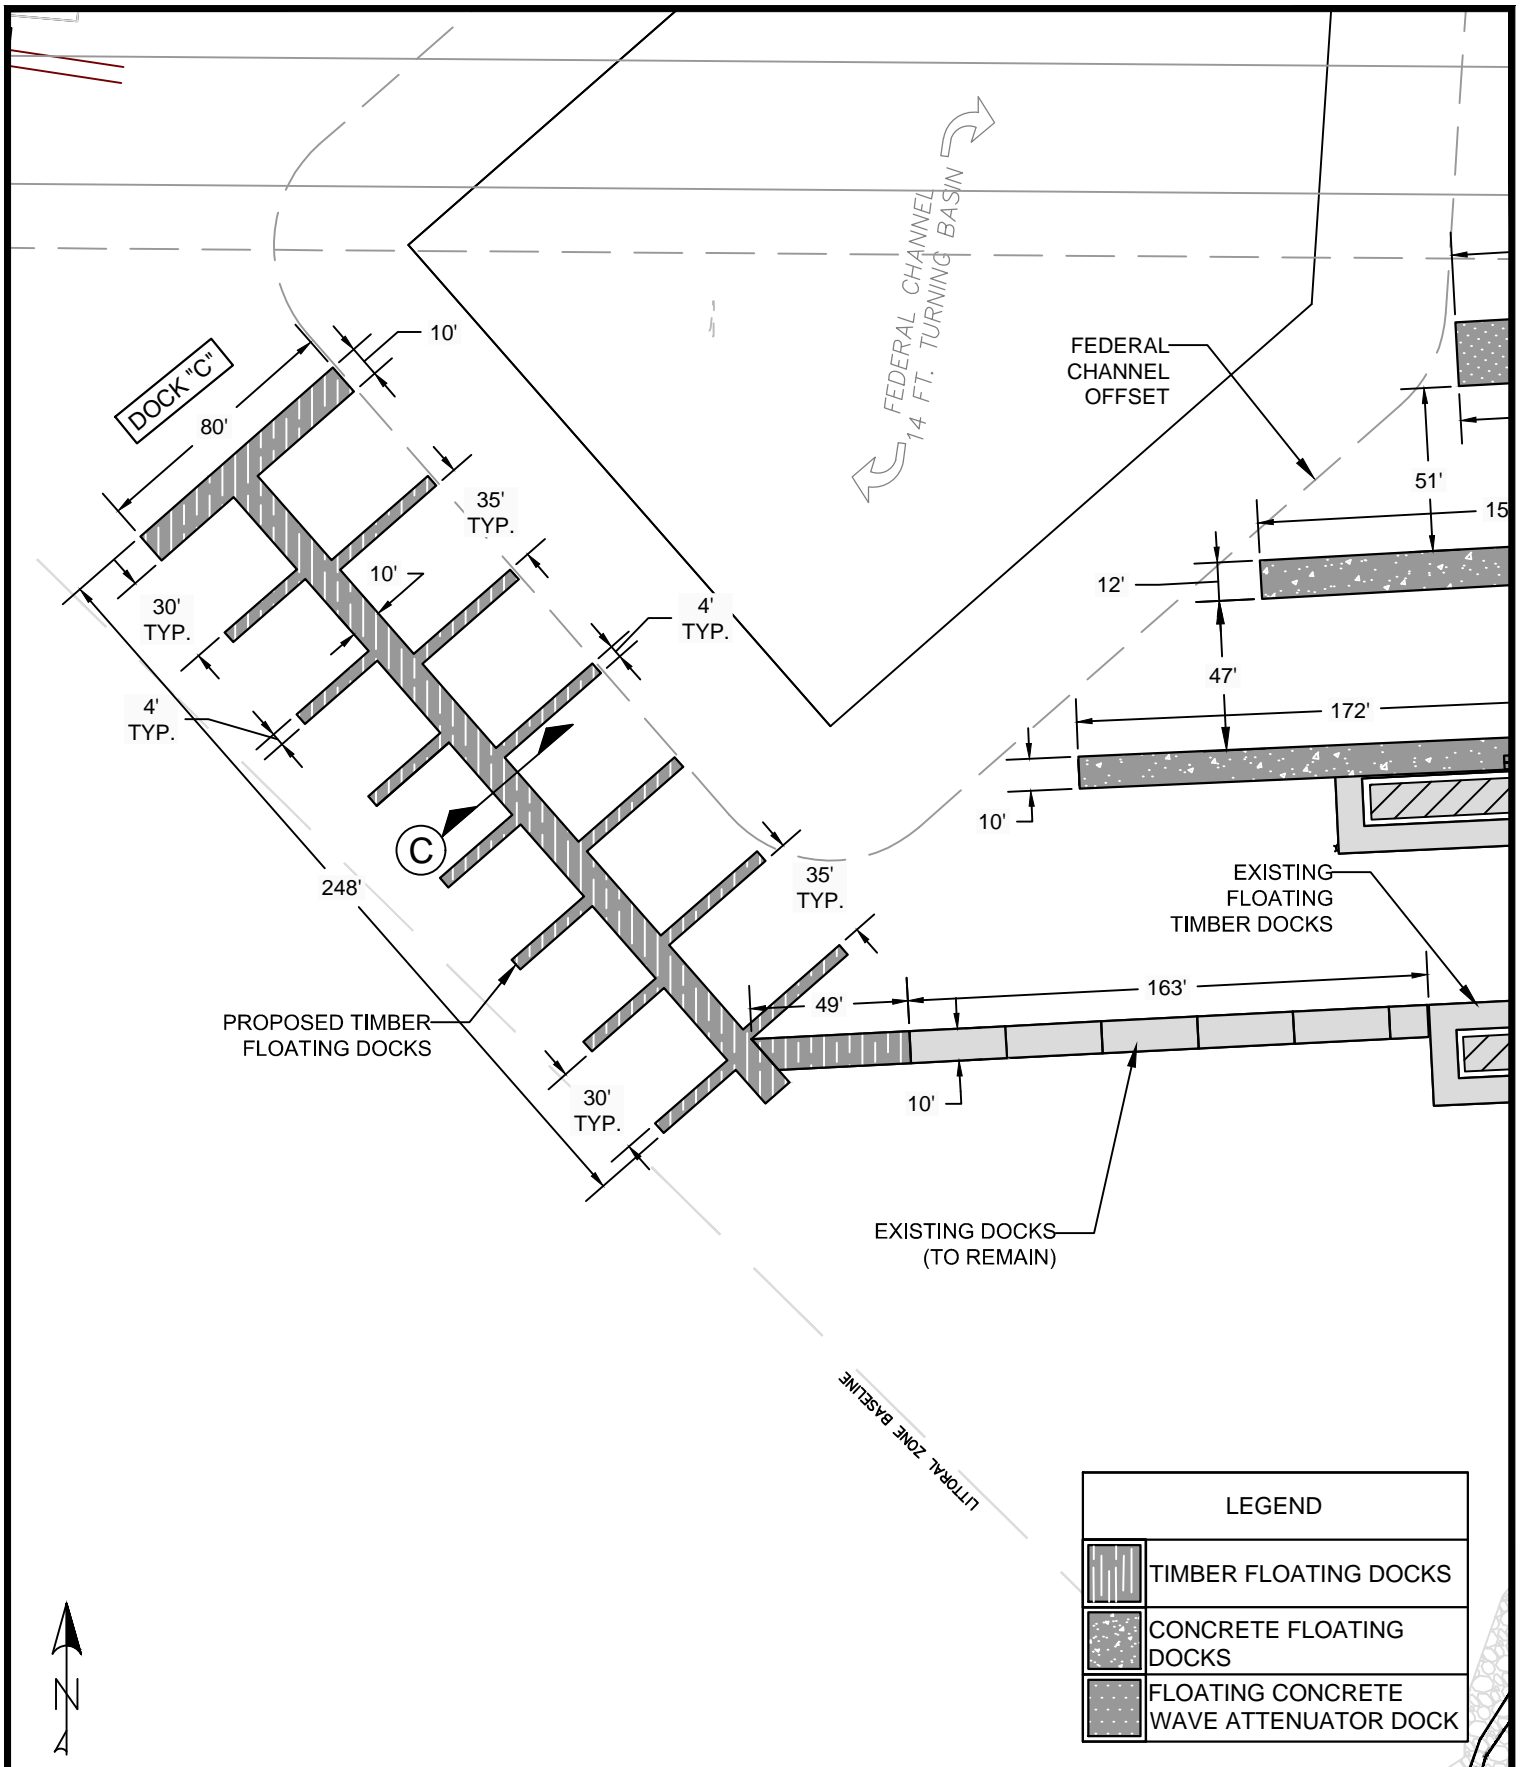 FEDERAL CHANNEL
14 FT. TURNING BASIN
10'
DOCK "C"
80'
FEDERAL
CHANNEL
OFFSET
35'
TYP.
51'
15
10'
12'
30'
TYP.
4'
TYP.
47'
4'
TYP.
172'
10'
C
248'
35'
TYP.
EXISTING
FLOATING
TIMBER DOCKS
49'
163'
PROPOSED TIMBER
FLOATING DOCKS
30'
TYP.
10'
EXISTING DOCKS
(TO REMAIN)
LITTORAL ZONE BASELINE
LEGEND
TIMBER FLOATING DOCKS
CONCRETE FLOATING
DOCKS
FLOATING CONCRETE
WAVE ATTENUATOR DOCK
N